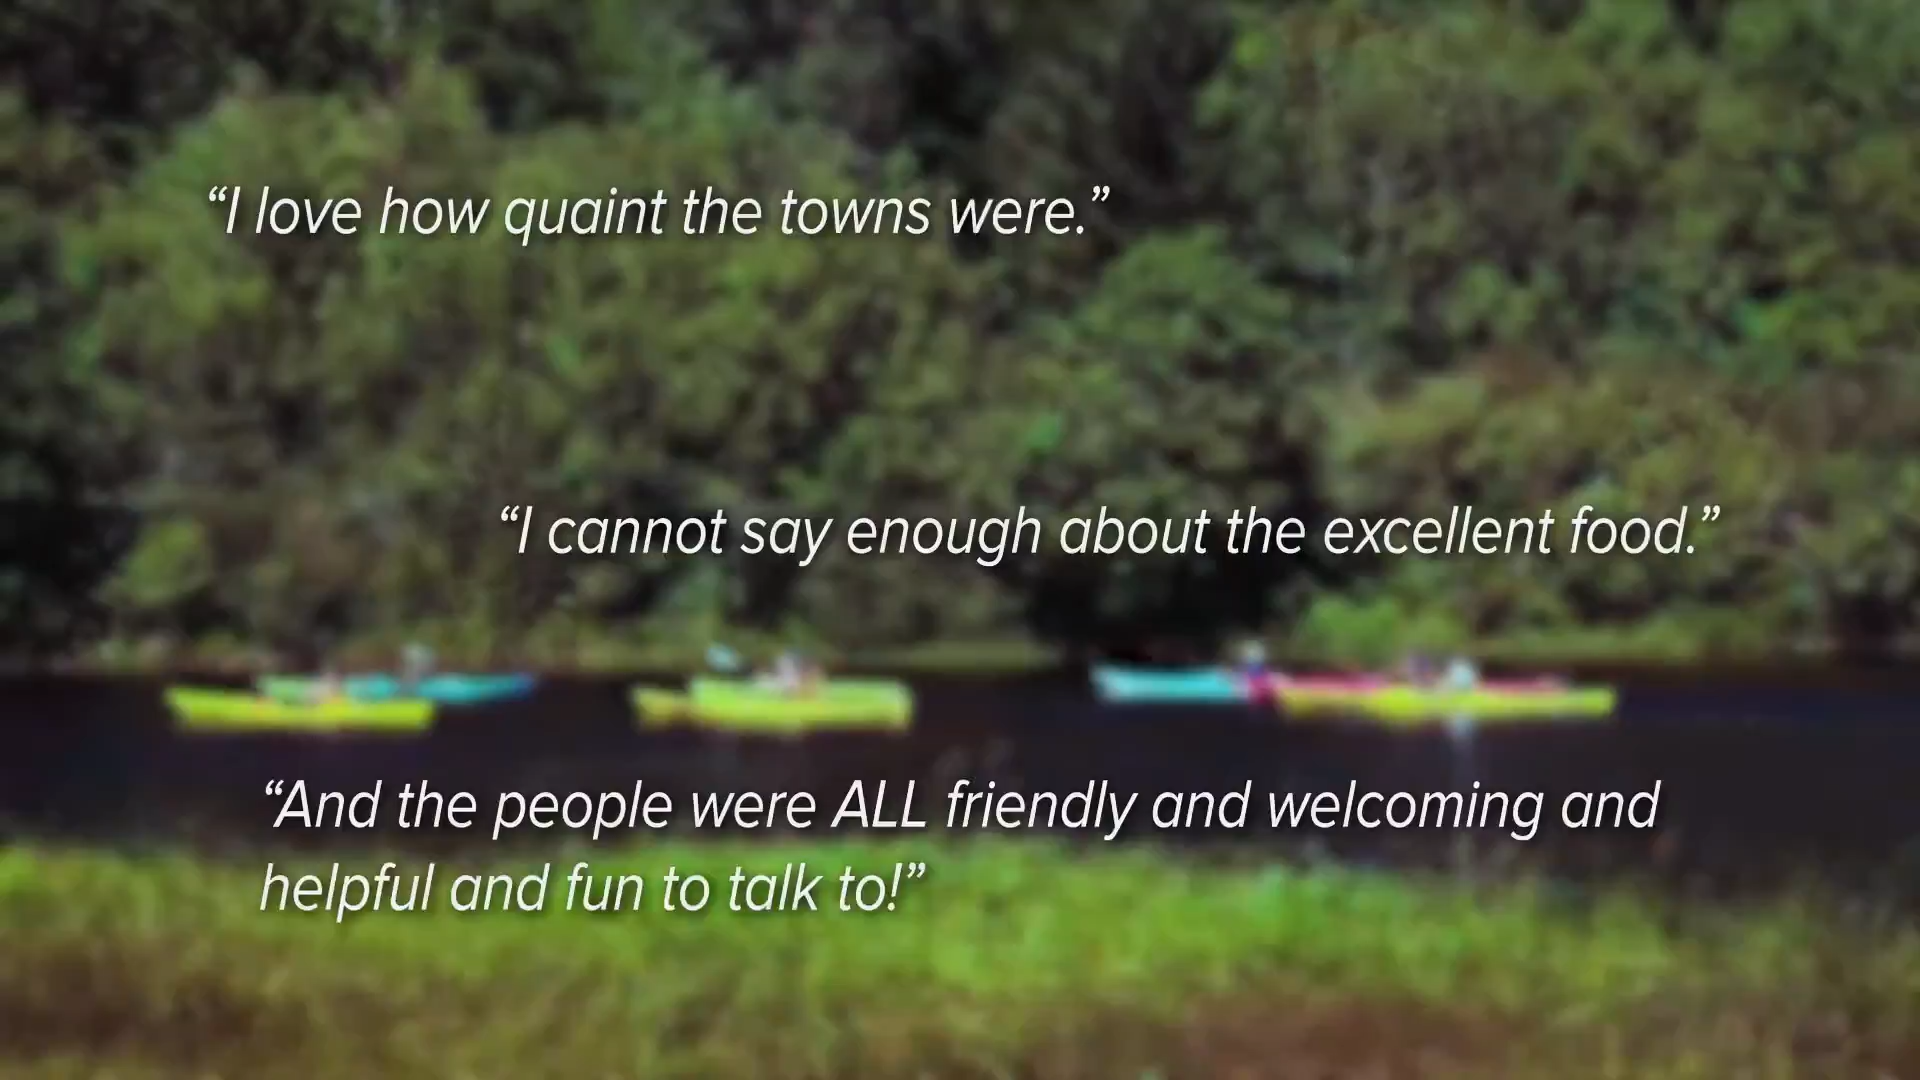 “I love how quaint the towns were.”
“I cannot say enough about the excellent food.”
“And the people were ALL friendly and welcoming and
helpful and fun to talk to!”